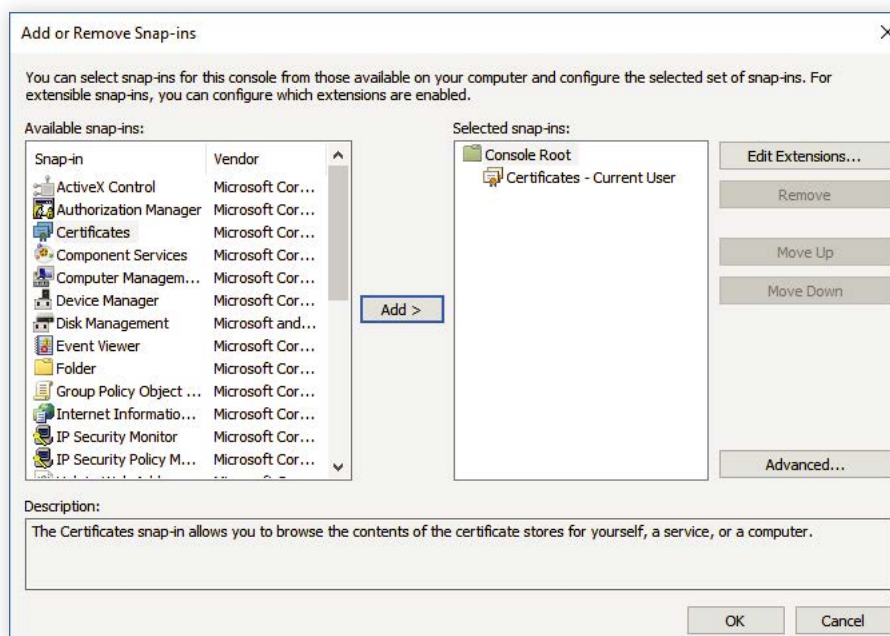 Add or Remove Snap-ins
You can select snap-ins for this console from those available on your computer and configure the selected set of snap-ins. For
extensible snap-ins, you can configure which extensions are enabled.
Available snap-ins:
Selected snap-ins:
Snap-in Vendor
ActiveX Control Microsoft Cor...
Authorization Manager Microsoft Cor...
Certificates Microsoft Cor...
Component Services Microsoft Cor...
Computer Managem... Microsoft Cor...
Device Manager Microsoft Cor...
Disk Management Microsoft and...
Event Viewer Microsoft Cor...
Folder Microsoft Cor...
Group Policy Object ... Microsoft Cor...
Internet Informatio... Microsoft Cor...
IP Security Monitor Microsoft Cor...
IP Security Policy M... Microsoft Cor...
Add >
Console Root
Certificates - Current User
Edit Extensions...
Remove
Move Up
Move Down
Advanced...
Description:
The Certificates snap-in allows you to browse the contents of the certificate stores for yourself, a service, or a computer.
OK
Cancel